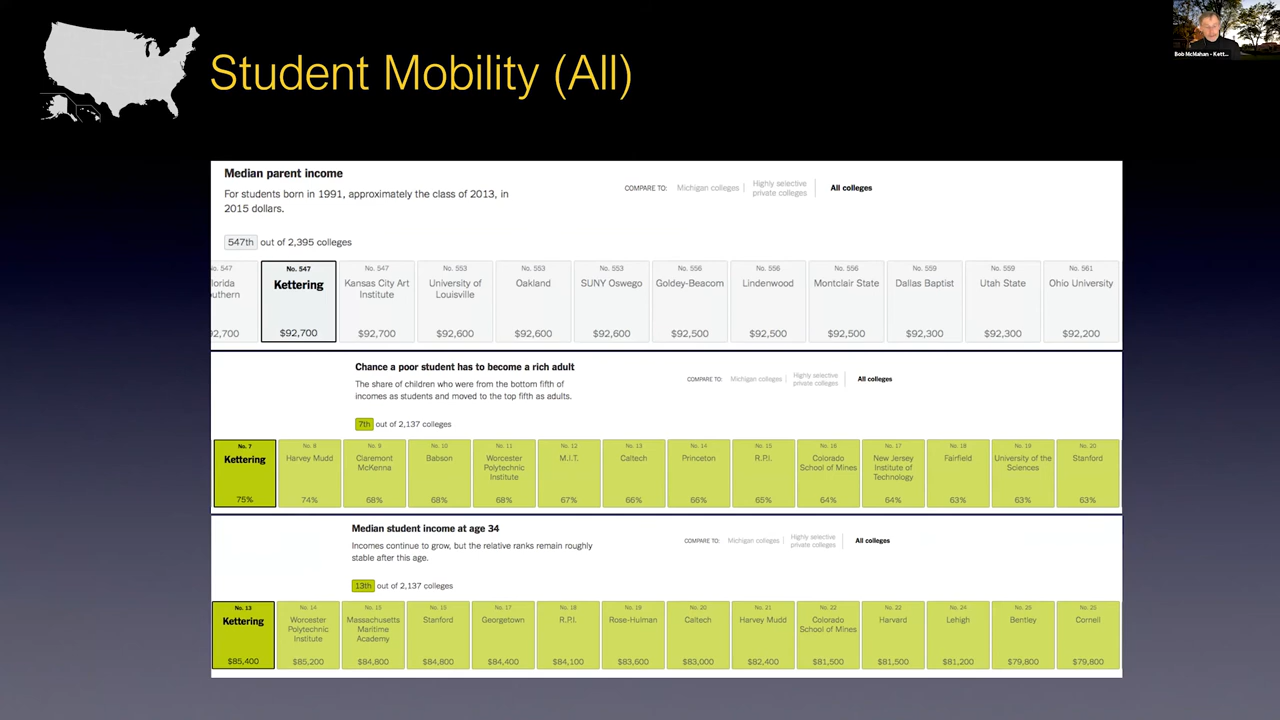 Student Mobility (All)
Bob McMahan - Kett...
Median parent income
For students born in 1991, approximately the class of 2013, in
2015 dollars.
COMPARE TO: Michigan colleges | Highly selective private colleges | All colleges
547th out of 2,395 colleges
No. 547 No. 547 No. 547 No. 553 No. 553 No. 553 No. 556 No. 556 No. 556 No. 559 No. 559 No. 561
lorida Kettering Kansas City Art University of Oakland SUNY Oswego Goldey-Beacom Lindenwood Montclair State Dallas Baptist Utah State Ohio University
uthern Institute Louisville
92,700 $92,700 $92,700 $92,600 $92,600 $92,600 $92,500 $92,500 $92,500 $92,300 $92,300 $92,200
Chance a poor student has to become a rich adult
The share of children who were from the bottom fifth of
incomes as students and moved to the top fifth as adults.
COMPARE TO: Michigan colleges | Highly selective private colleges | All colleges
7th out of 2,137 colleges
No. 7 No. 8 No. 9 No. 10 No. 11 No. 12 No. 13 No. 14 No. 15 No. 16 No. 17 No. 18 No. 19 No. 20
Kettering Harvey Mudd Claremont Babson Worcester M.I.T. Caltech Princeton R.P.I. Colorado New Jersey Fairfield University of the Stanford
McKenna Polytechnic School of Mines Institute of Sciences
Institute Technology
75% 74% 68% 68% 68% 67% 66% 66% 65% 64% 64% 63% 63% 63%
Median student income at age 34
Incomes continue to grow, but the relative ranks remain roughly
stable after this age.
COMPARE TO: Michigan colleges | Highly selective private colleges | All colleges
13th out of 2,137 colleges
No. 13 No. 14 No. 15 No. 15 No. 17 No. 18 No. 19 No. 20 No. 21 No. 22 No. 22 No. 24 No. 25 No. 25
Kettering Worcester Massachusetts Stanford Georgetown R.P.I. Rose-Hulman Caltech Harvey Mudd Colorado Harvard Lehigh Bentley Cornell
Polytechnic Maritime School of Mines
Institute Academy
$85,400 $85,200 $84,800 $84,800 $84,400 $84,100 $83,600 $83,000 $82,400 $81,500 $81,500 $81,200 $79,800 $79,800